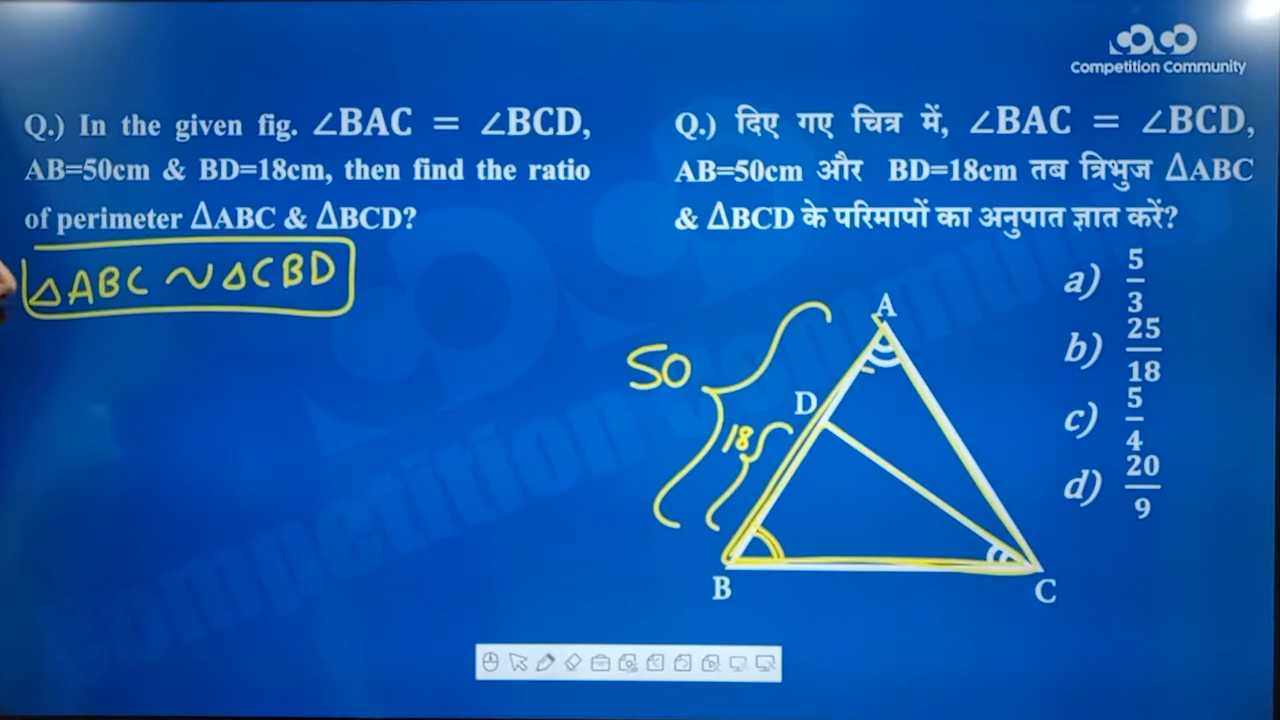 Competition Community
Q.) In the given fig. ∠BAC = ∠BCD,
AB=50cm & BD=18cm, then find the ratio
of perimeter ΔABC & ΔBCD?
ΔABC ~ ΔCBD
Q.) दिए गए चित्र में, ∠BAC = ∠BCD,
AB=50cm और BD=18cm तब त्रिभुज ΔABC
& ΔBCD के परिमापों का अनुपात ज्ञात करें?
a) 5/3
b) 25/18
c) 5/4
d) 20/9
A
50
D
18
B
C
Competition Community